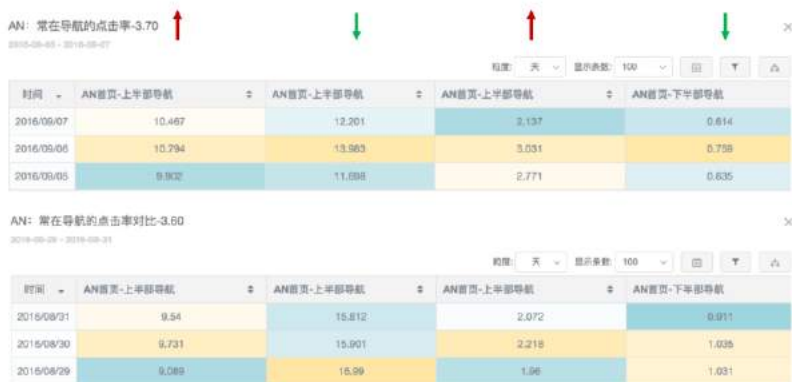 AN：常在导航的点击率-3.70
粒度: 天 显示条数: 100
时间 AN首页-上半部导航 AN首页-上半部导航 AN首页-上半部导航 AN首页-下半部导航
2016/09/07 10.467 12.201 2.137 0.614
2016/09/06 10.794 13.983 3.031 0.759
2016/09/05 9.902 11.698 2.771 0.635
AN：常在导航的点击率对比-3.60
2016-08-29 - 2016-08-31
粒度: 天 显示条数: 100
时间 AN首页-上半部导航 AN首页-上半部导航 AN首页-上半部导航 AN首页-下半部导航
2016/08/31 9.54 15.812 2.072 0.911
2016/08/30 9.731 15.901 2.218 1.035
2016/08/29 9.089 16.99 1.96 1.031